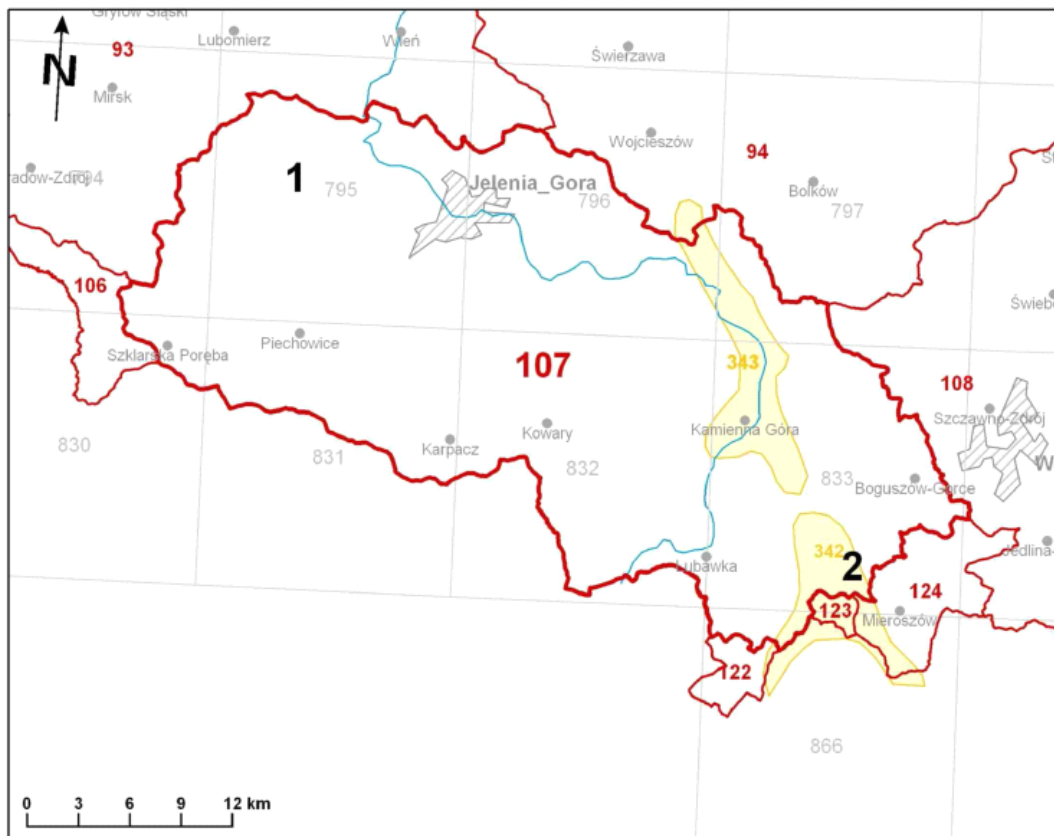 Gryfów Śląski
Lubomierz
Wleń
Świerzawa
93
N
Mirsk
Wojcieszów
94
794
1
795
Jelenia_Gora
796
Bolków
797
106
Szklarska Poręba
Piechowice
107
343
108
Szczawno-Zdrój
W
Kowary
Kamienna Góra
Karpacz
830
831
832
833
Boguszów-Gorce
342
2
Lubawka
124
123
Mieroszów
122
866
0 3 6 9 12 km